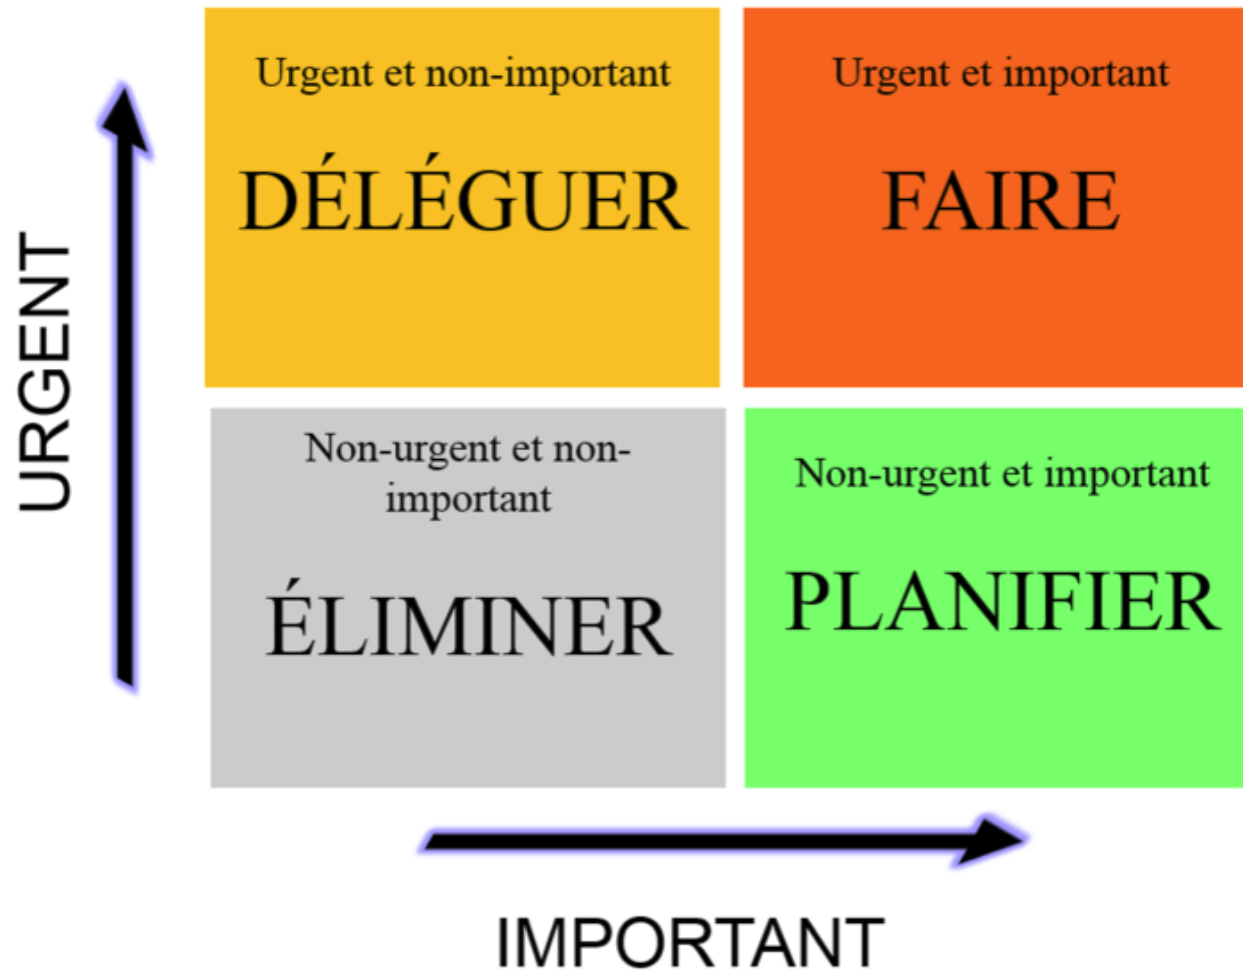 Urgent et non-important
DÉLÉGUER
Urgent et important
FAIRE
URGENT
Non-urgent et non-
important
ÉLIMINER
Non-urgent et important
PLANIFIER
IMPORTANT